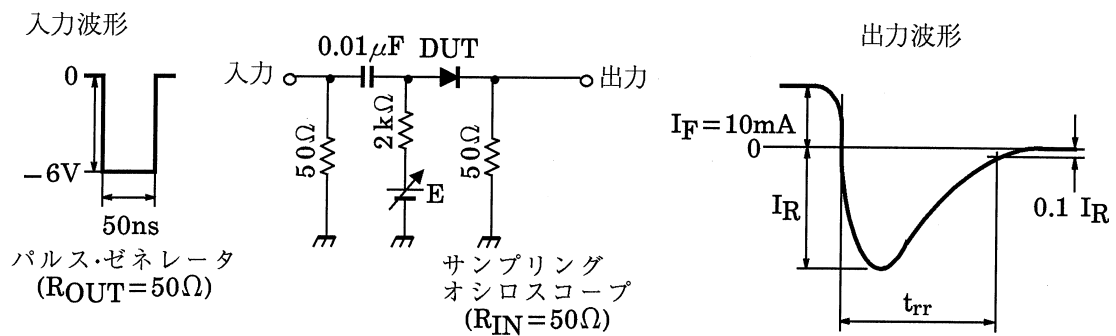 入力波形
0
−6V
50ns
パルス・ゼネレータ
(ROUT=50Ω)
0.01μF DUT
入力
出力
50Ω
2kΩ
E
50Ω
サンプリング
オシロスコープ
(RIN=50Ω)
出力波形
IF=10mA
0
IR
0.1 IR
trr